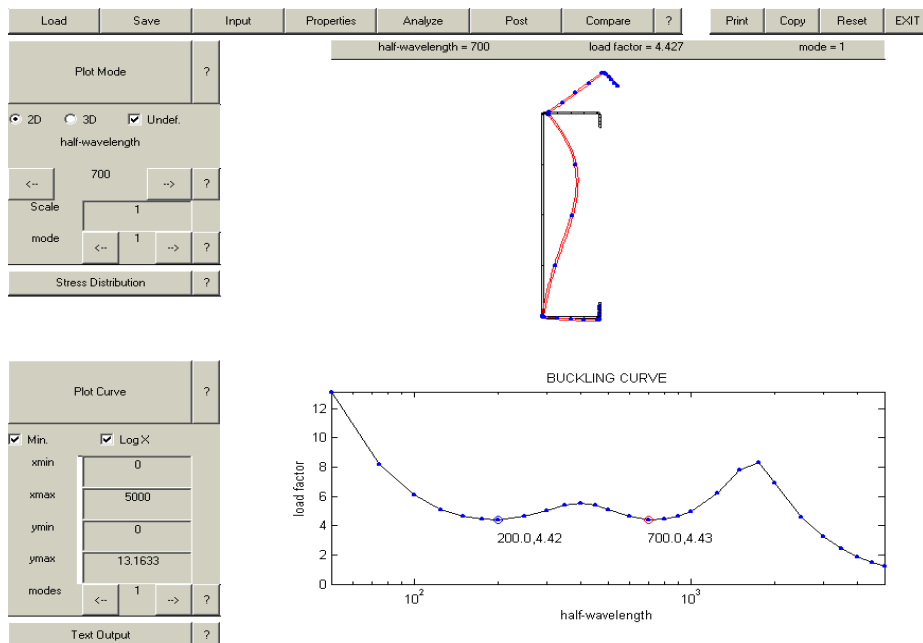 Load Save Input Properties Analyze Post Compare ? Print Copy Reset EXIT
half-wavelength = 700 load factor = 4.427 mode = 1
Plot Mode ?
2D 3D Undef.
half-wavelength
<-- 700 --> ?
Scale 1
mode <-- 1 --> ?
Stress Distribution ?
Plot Curve ?
Min. Log X
xmin 0
xmax 5000
ymin 0
ymax 13.1633
modes <-- 1 --> ?
Text Output ?
BUCKLING CURVE
load factor
12
10
8
6
4
2
0
200.0,4.42 700.0,4.43
10² 10³
half-wavelength